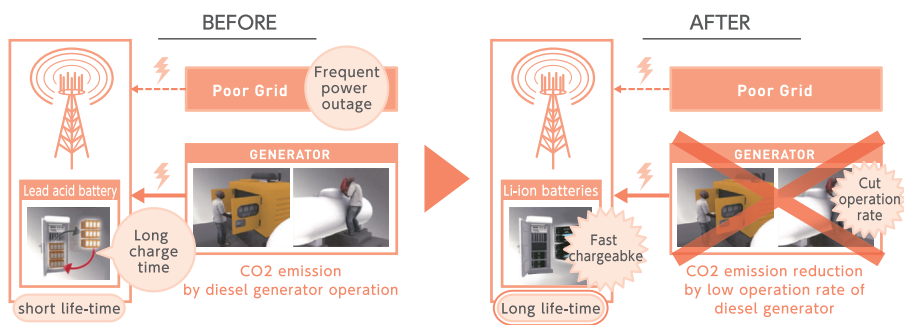 BEFORE
Poor Grid
Frequent
power
outage
GENERATOR
Lead acid battery
Long
charge
time
short life-time
CO2 emission
by diesel generator operation
AFTER
Poor Grid
GENERATOR
Cut
operation
rate
Li-ion batteries
Fast
chargeabke
Long life-time
CO2 emission reduction
by low operation rate of
diesel generator